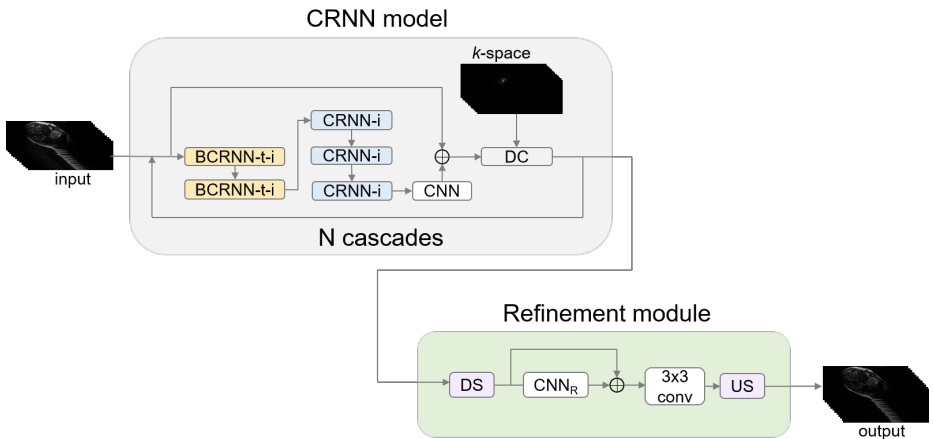 CRNN model
k-space
input
BCRNN-t-i
BCRNN-t-i
CRNN-i
CRNN-i
CRNN-i
CNN
DC
N cascades
Refinement module
DS
CNNR
3x3
conv
US
output